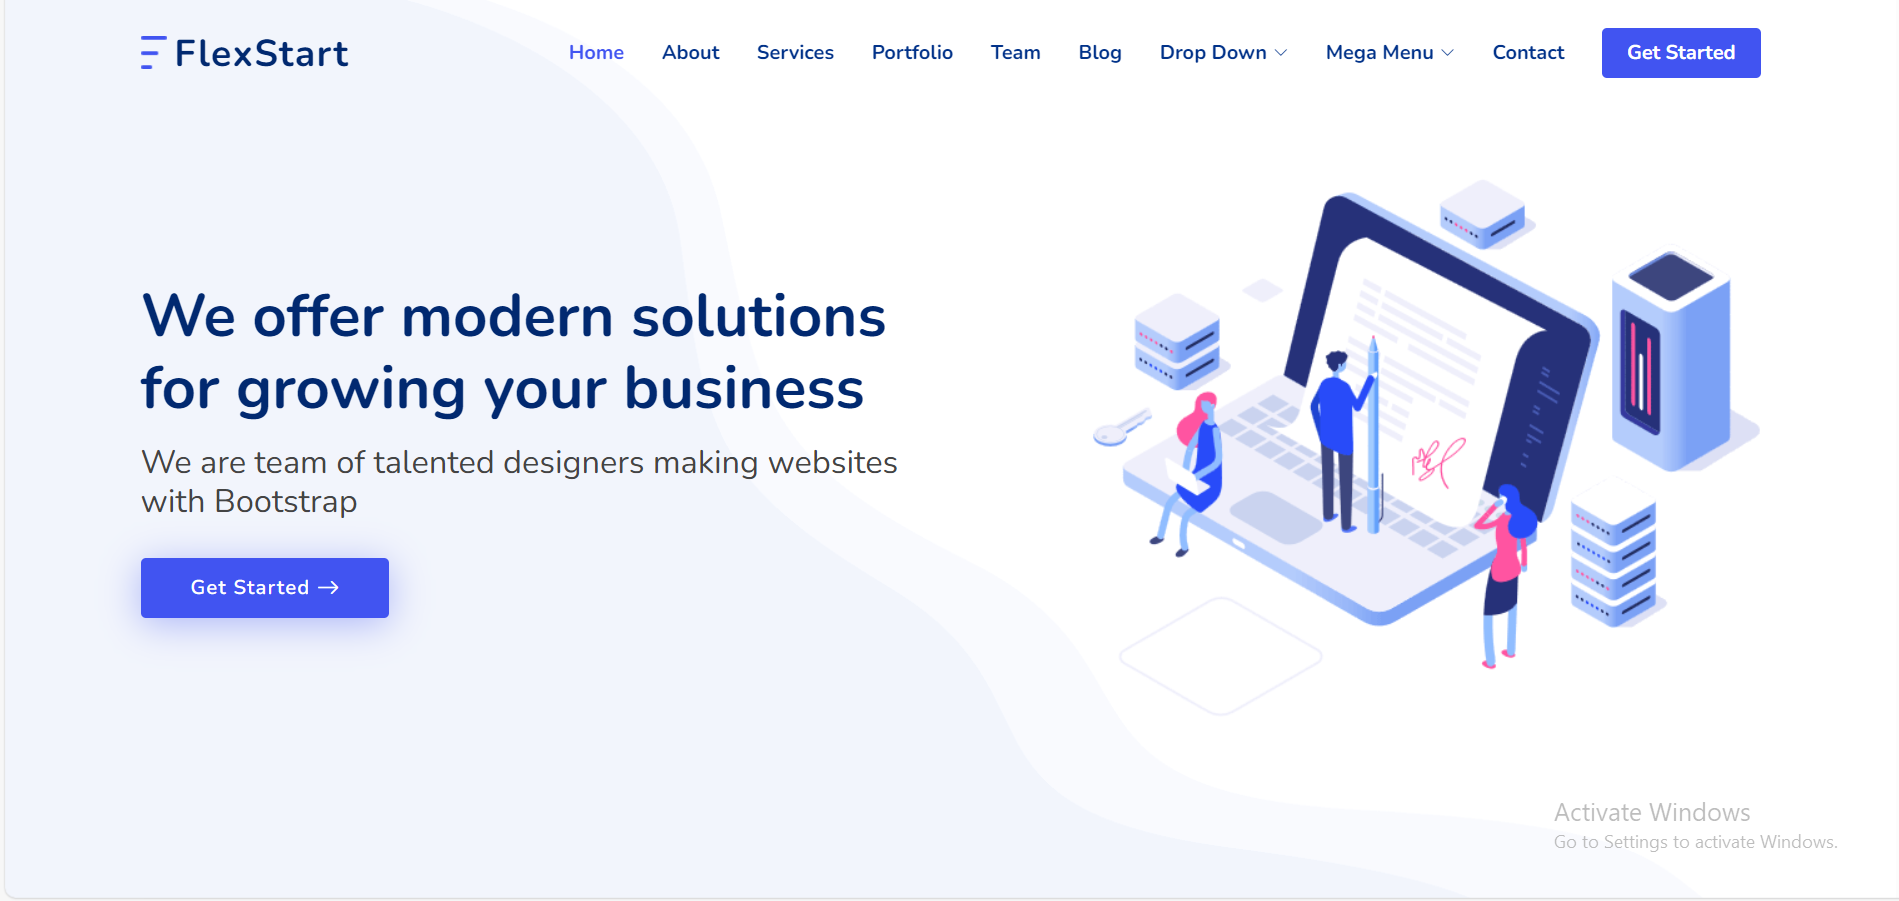 FlexStart
Home About Services Portfolio Team Blog Drop Down Mega Menu Contact Get Started
We offer modern solutions
for growing your business
We are team of talented designers making websites
with Bootstrap
Get Started →
Activate Windows
Go to Settings to activate Windows.